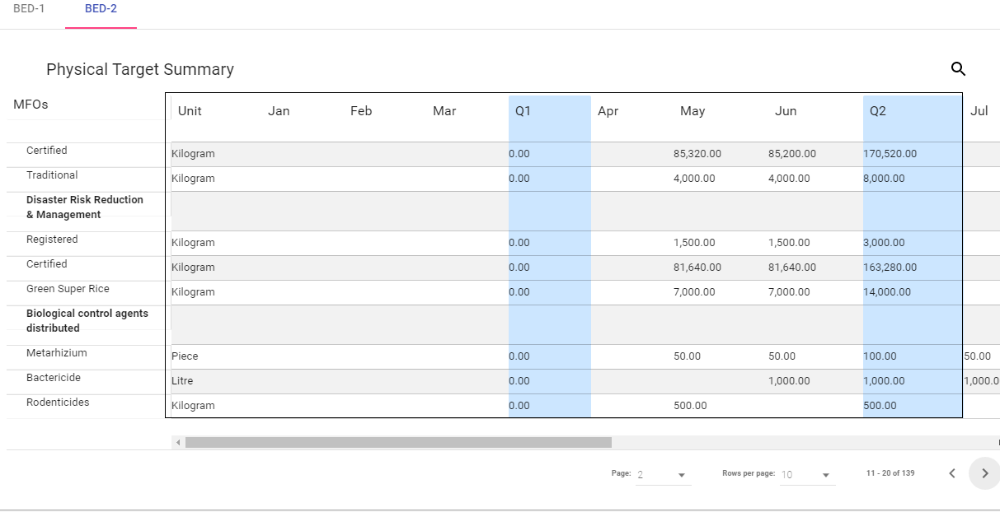 BED-1 BED-2
Physical Target Summary
MFOs Unit Jan Feb Mar Q1 Apr May Jun Q2 Jul
Certified Kilogram 0.00 85,320.00 85,200.00 170,520.00
Traditional Kilogram 0.00 4,000.00 4,000.00 8,000.00
Disaster Risk Reduction
& Management
Registered Kilogram 0.00 1,500.00 1,500.00 3,000.00
Certified Kilogram 0.00 81,640.00 81,640.00 163,280.00
Green Super Rice Kilogram 0.00 7,000.00 7,000.00 14,000.00
Biological control agents
distributed
Metarhizium Piece 0.00 50.00 50.00 100.00 50.00
Bactericide Litre 0.00 1,000.00 1,000.00 1,000.0
Rodenticides Kilogram 0.00 500.00 500.00
Page: 2 Rows per page: 10 11 - 20 of 139